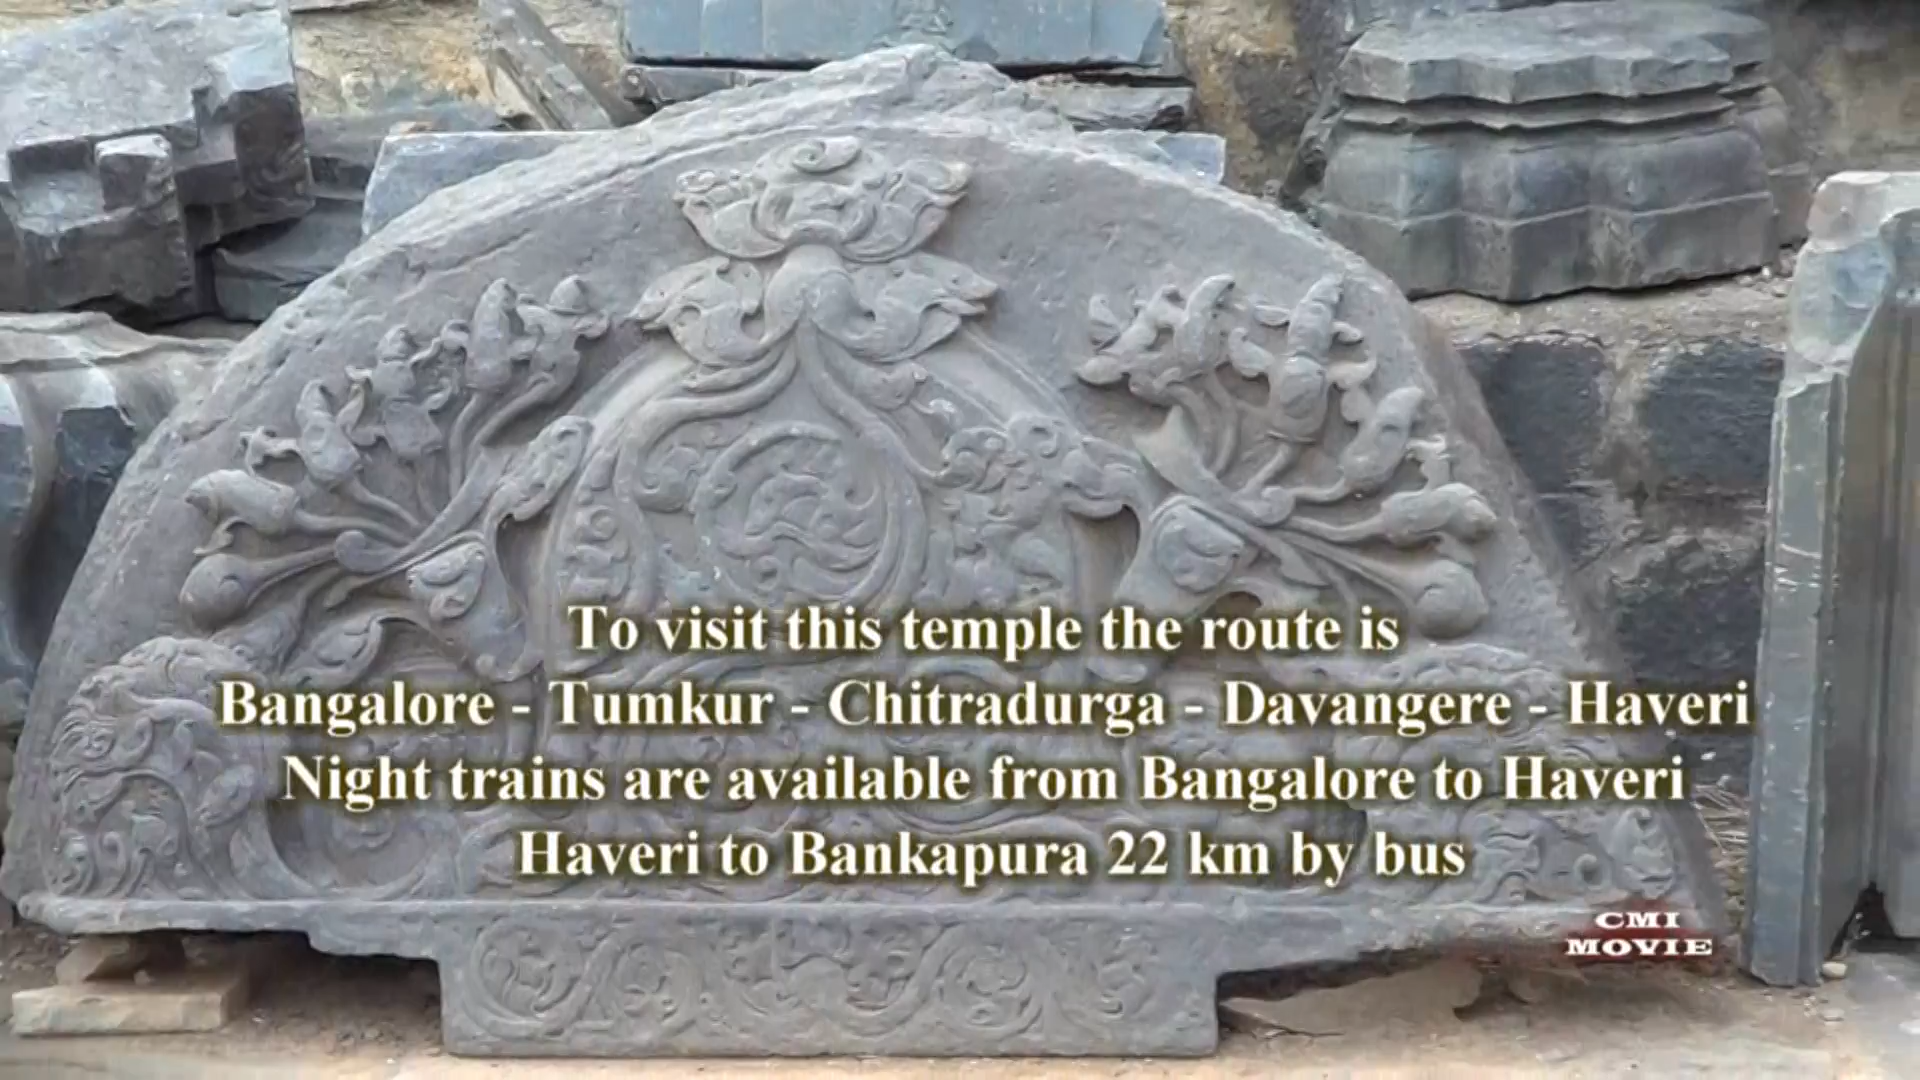 To visit this temple the route is
Bangalore - Tumkur - Chitradurga - Davangere - Haveri
Night trains are available from Bangalore to Haveri
Haveri to Bankapura 22 km by bus
CMI
MOVIE